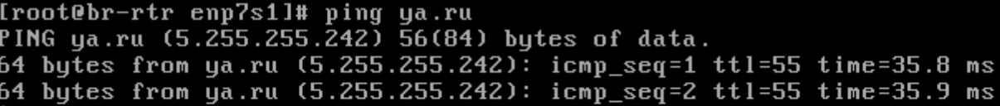 [root@br-rtr enp7s1]# ping ya.ru
PING ya.ru (5.255.255.242) 56(84) bytes of data.
64 bytes from ya.ru (5.255.255.242): icmp_seq=1 ttl=55 time=35.8 ms
64 bytes from ya.ru (5.255.255.242): icmp_seq=2 ttl=55 time=35.9 ms